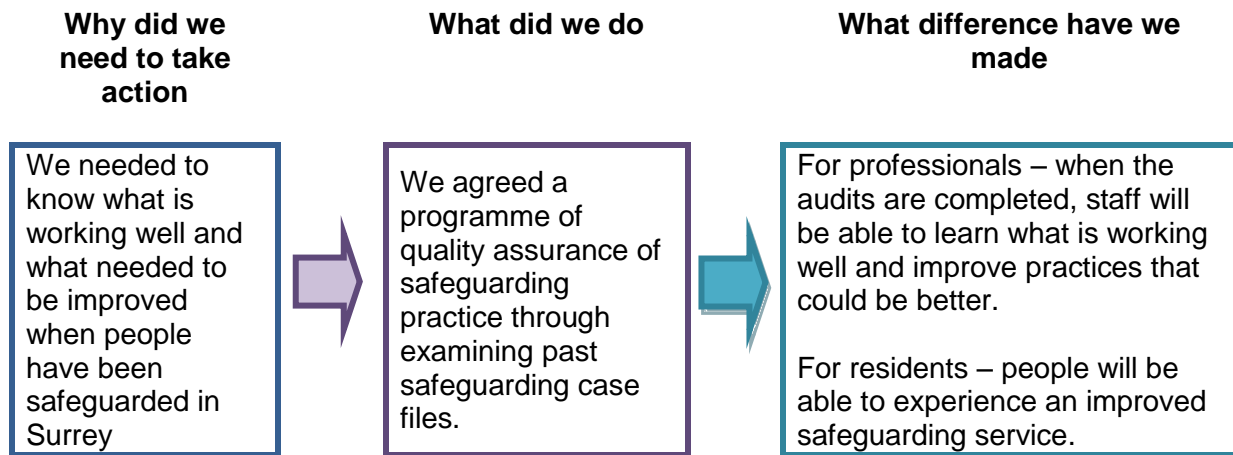 Why did we
need to take
action
We needed to
know what is
working well and
what needed to
be improved
when people
have been
safeguarded in
Surrey
What did we do
We agreed a
programme of
quality assurance of
safeguarding
practice through
examining past
safeguarding case
files.
What difference have we
made
For professionals – when the
audits are completed, staff will
be able to learn what is working
well and improve practices that
could be better.
For residents – people will be
able to experience an improved
safeguarding service.